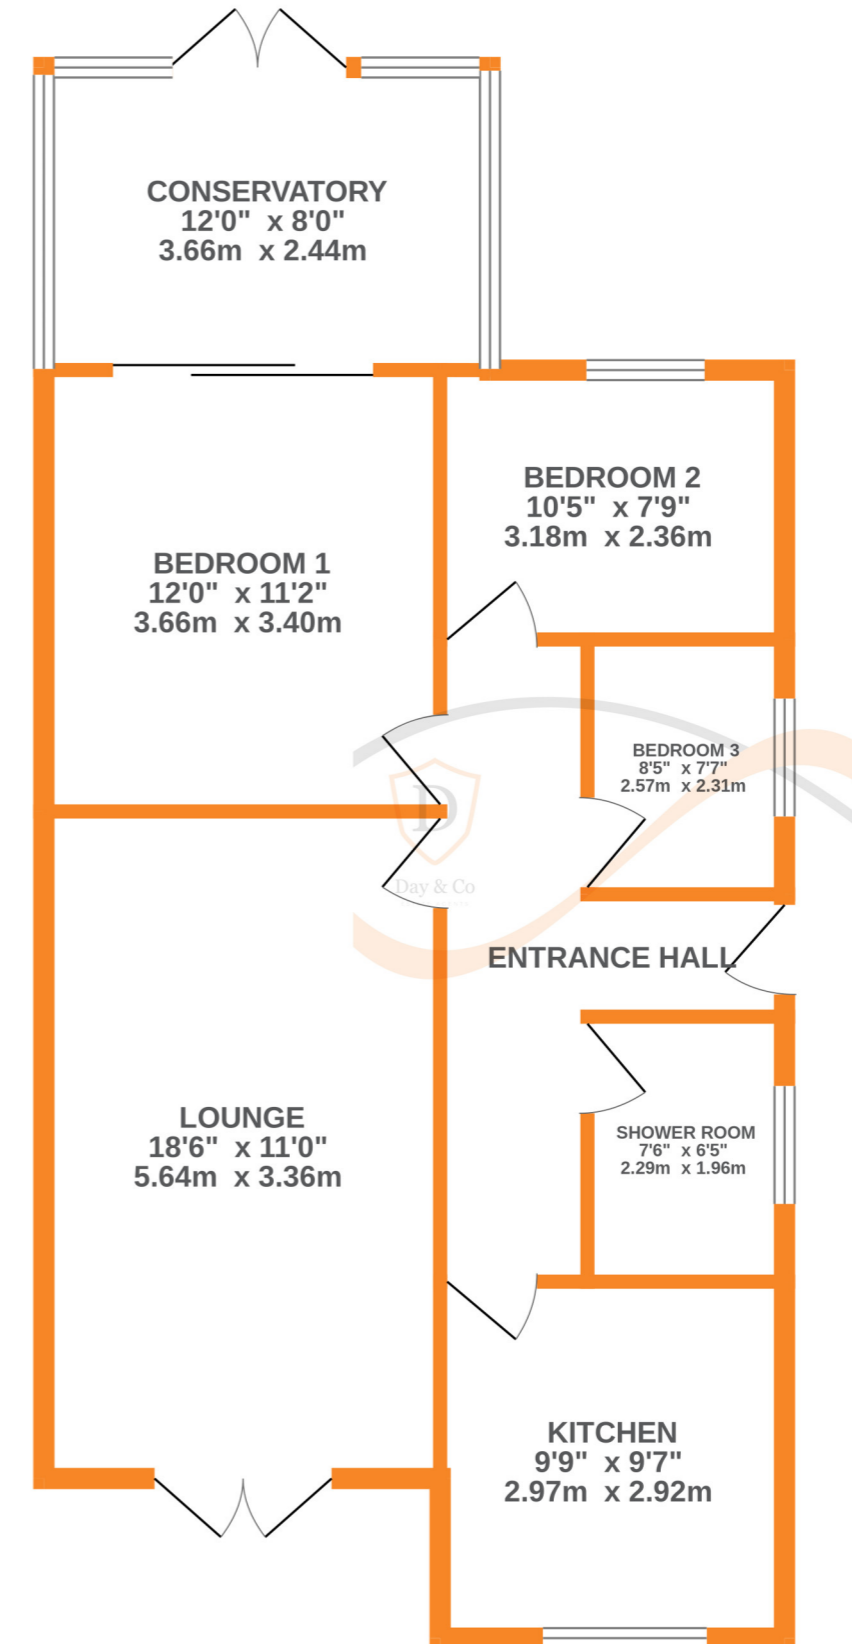 CONSERVATORY
12'0" x 8'0"
3.66m x 2.44m
BEDROOM 2
10'5" x 7'9"
3.18m x 2.36m
BEDROOM 1
12'0" x 11'2"
3.66m x 3.40m
BEDROOM 3
8'5" x 7'7"
2.57m x 2.31m
D
Day & Co
ENTRANCE HALL
LOUNGE
18'6" x 11'0"
5.64m x 3.36m
SHOWER ROOM
7'6" x 6'5"
2.29m x 1.96m
KITCHEN
9'9" x 9'7"
2.97m x 2.92m